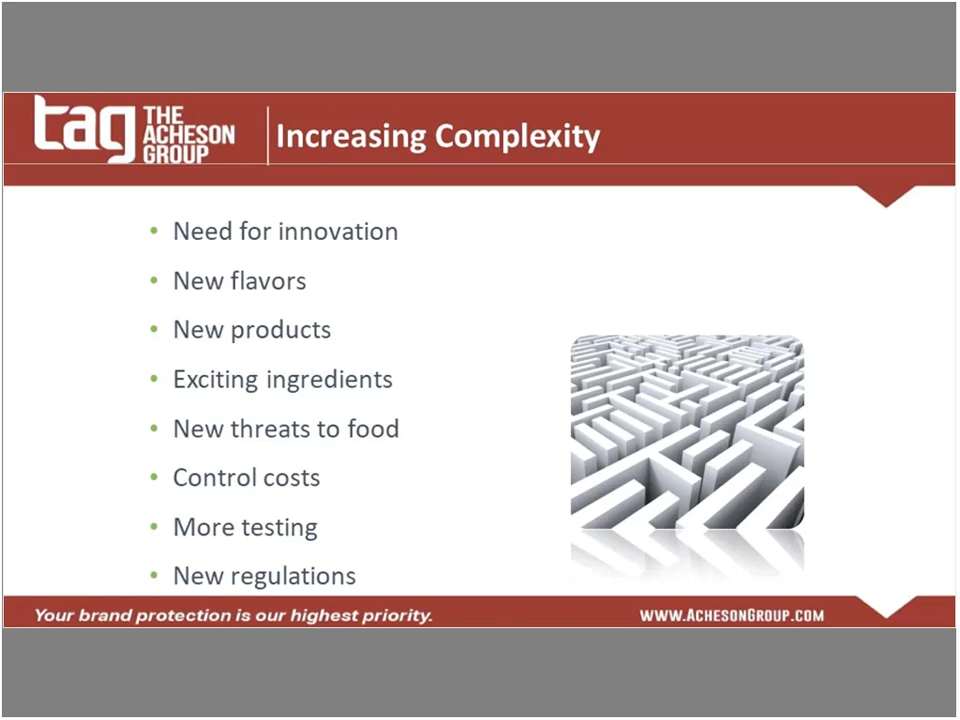 tag THE
ACHESON
GROUP
Increasing Complexity
• Need for innovation
• New flavors
• New products
• Exciting ingredients
• New threats to food
• Control costs
• More testing
• New regulations
Your brand protection is our highest priority.
WWW.ACHESONGROUP.COM